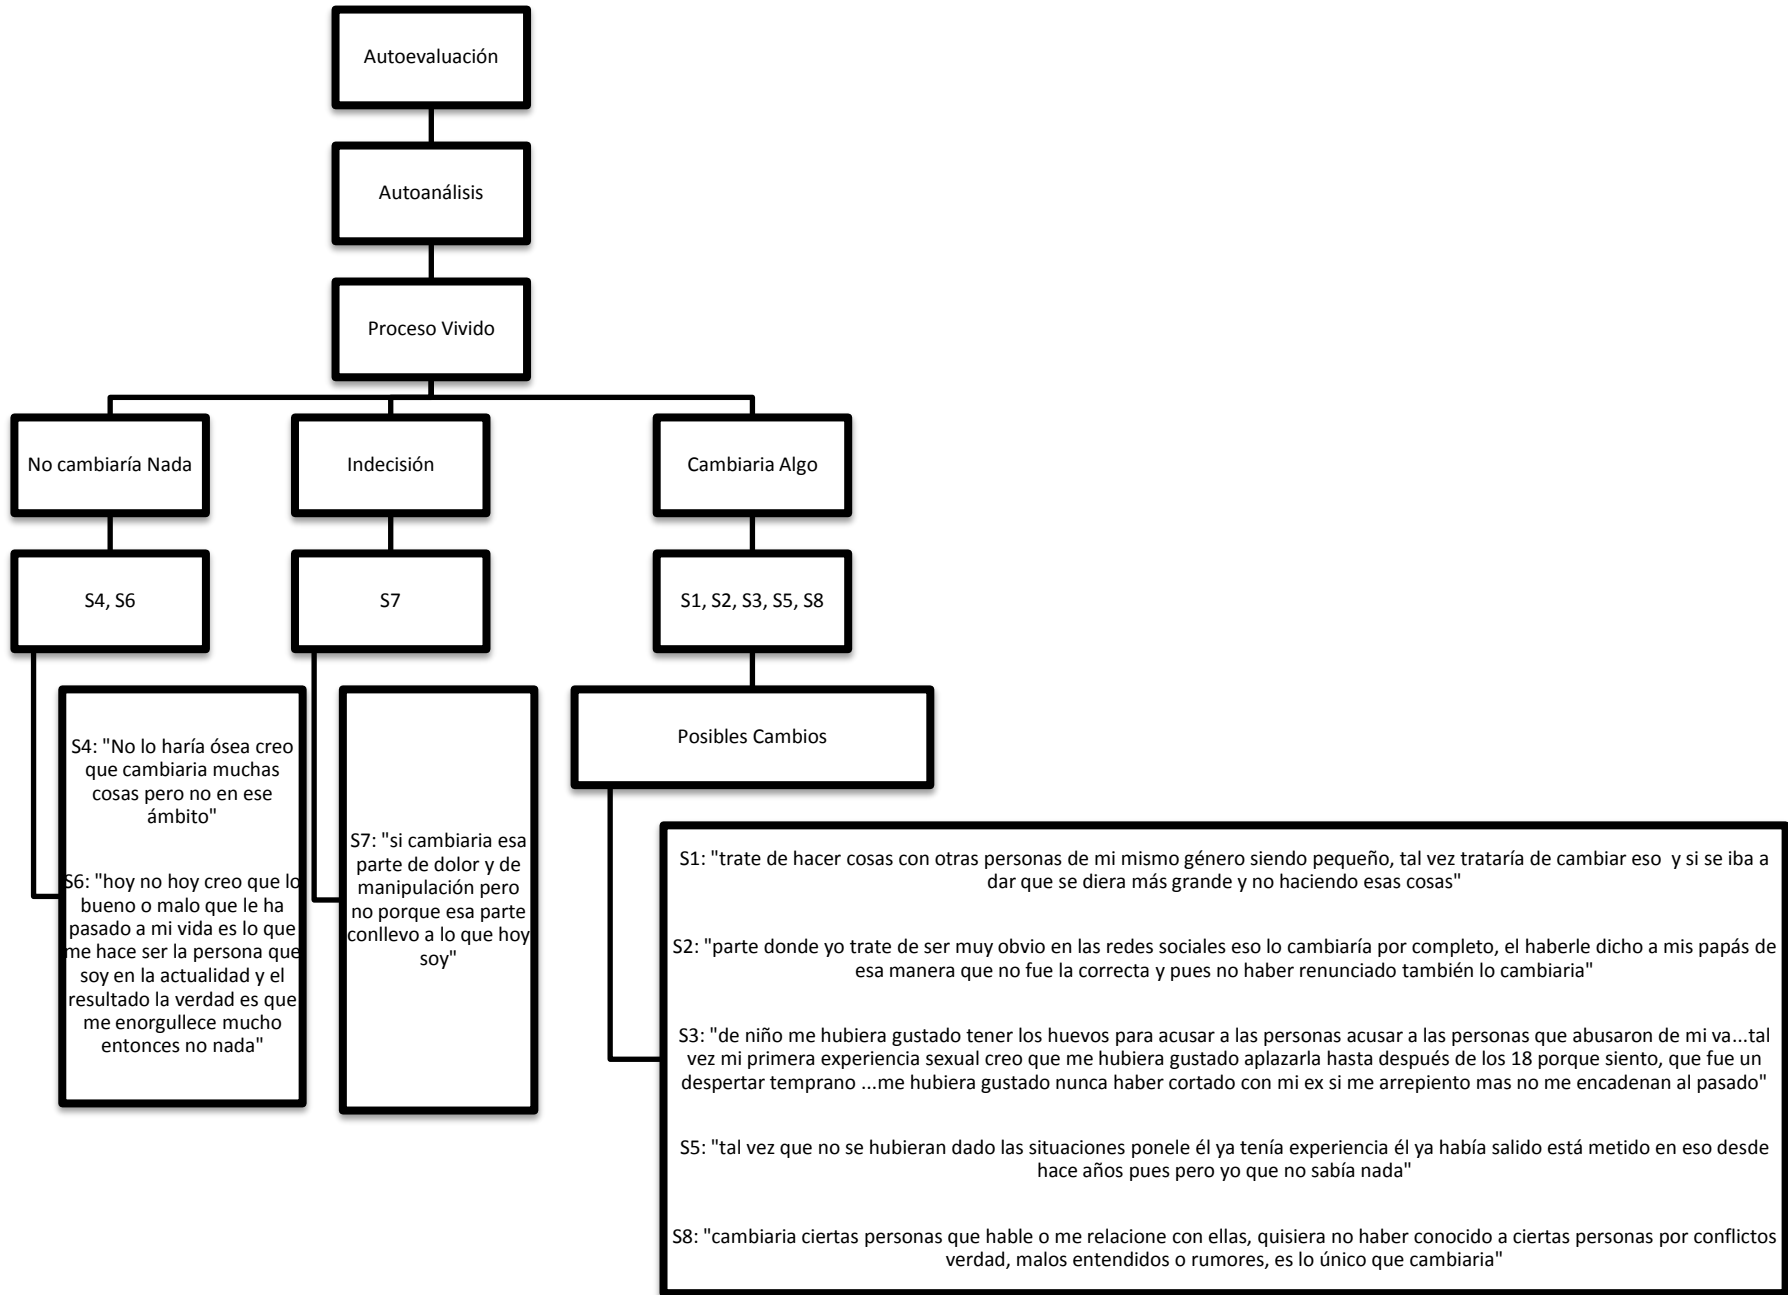 Autoevaluación
Autoanálisis
Proceso Vivido
No cambiaría Nada
Indecisión
Cambiaria Algo
S4, S6
S7
S1, S2, S3, S5, S8
S4: "No lo haría ósea creo
que cambiaria muchas
cosas pero no en ese
ámbito"
S6: "hoy no hoy creo que lo
bueno o malo que le ha
pasado a mi vida es lo que
me hace ser la persona que
soy en la actualidad y el
resultado la verdad es que
me enorgullece mucho
entonces no nada"
S7: "si cambiaria esa
parte de dolor y de
manipulación pero
no porque esa parte
conllevo a lo que hoy
soy"
Posibles Cambios
S1: "trate de hacer cosas con otras personas de mi mismo género siendo pequeño, tal vez trataría de cambiar eso  y si se iba a
dar que se diera más grande y no haciendo esas cosas"
S2: "parte donde yo trate de ser muy obvio en las redes sociales eso lo cambiaría por completo, el haberle dicho a mis papás de
esa manera que no fue la correcta y pues no haber renunciado también lo cambiaria"
S3: "de niño me hubiera gustado tener los huevos para acusar a las personas acusar a las personas que abusaron de mi va...tal
vez mi primera experiencia sexual creo que me hubiera gustado aplazarla hasta después de los 18 porque siento, que fue un
despertar temprano ...me hubiera gustado nunca haber cortado con mi ex si me arrepiento mas no me encadenan al pasado"
S5: "tal vez que no se hubieran dado las situaciones ponele él ya tenía experiencia él ya había salido está metido en eso desde
hace años pues pero yo que no sabía nada"
S8: "cambiaria ciertas personas que hable o me relacione con ellas, quisiera no haber conocido a ciertas personas por conflictos
verdad, malos entendidos o rumores, es lo único que cambiaria"